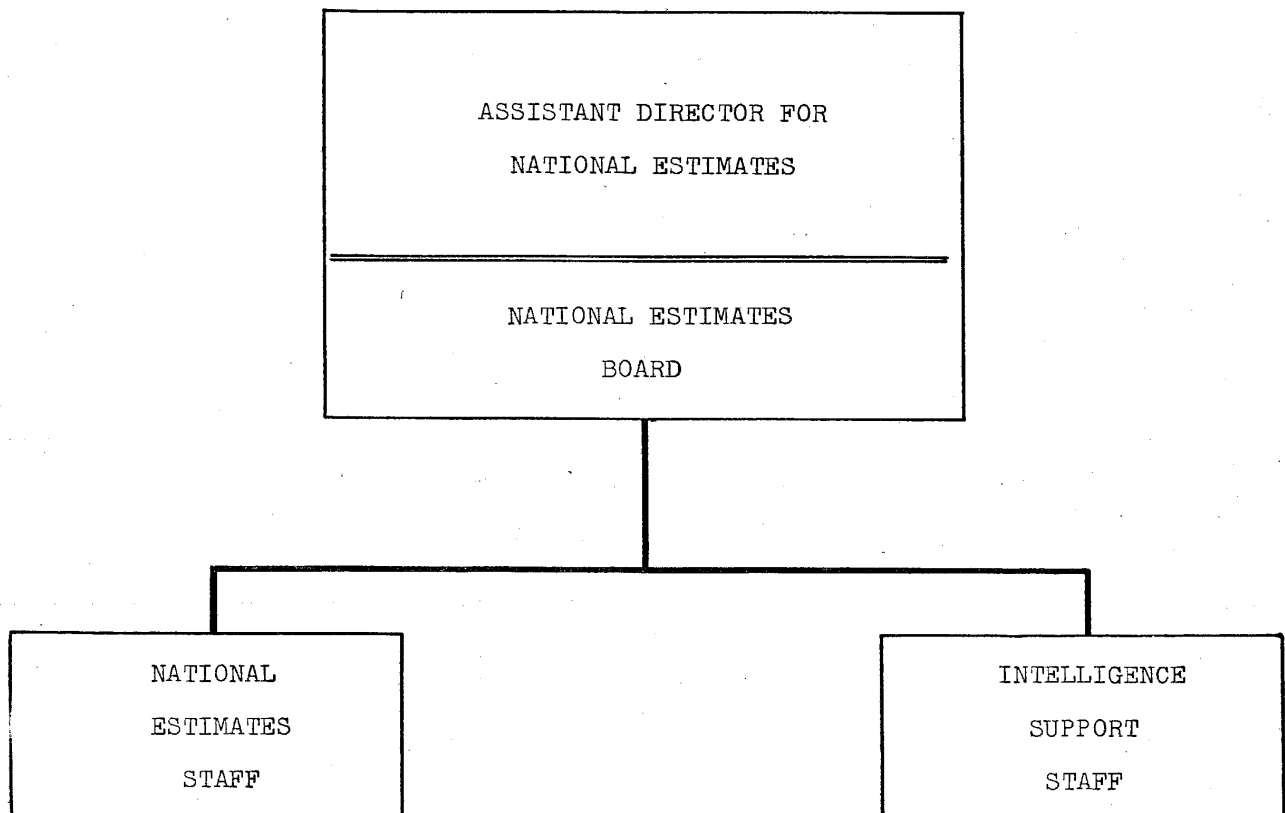 ASSISTANT DIRECTOR FOR
NATIONAL ESTIMATES
NATIONAL ESTIMATES
BOARD
NATIONAL
ESTIMATES
STAFF
INTELLIGENCE
SUPPORT
STAFF